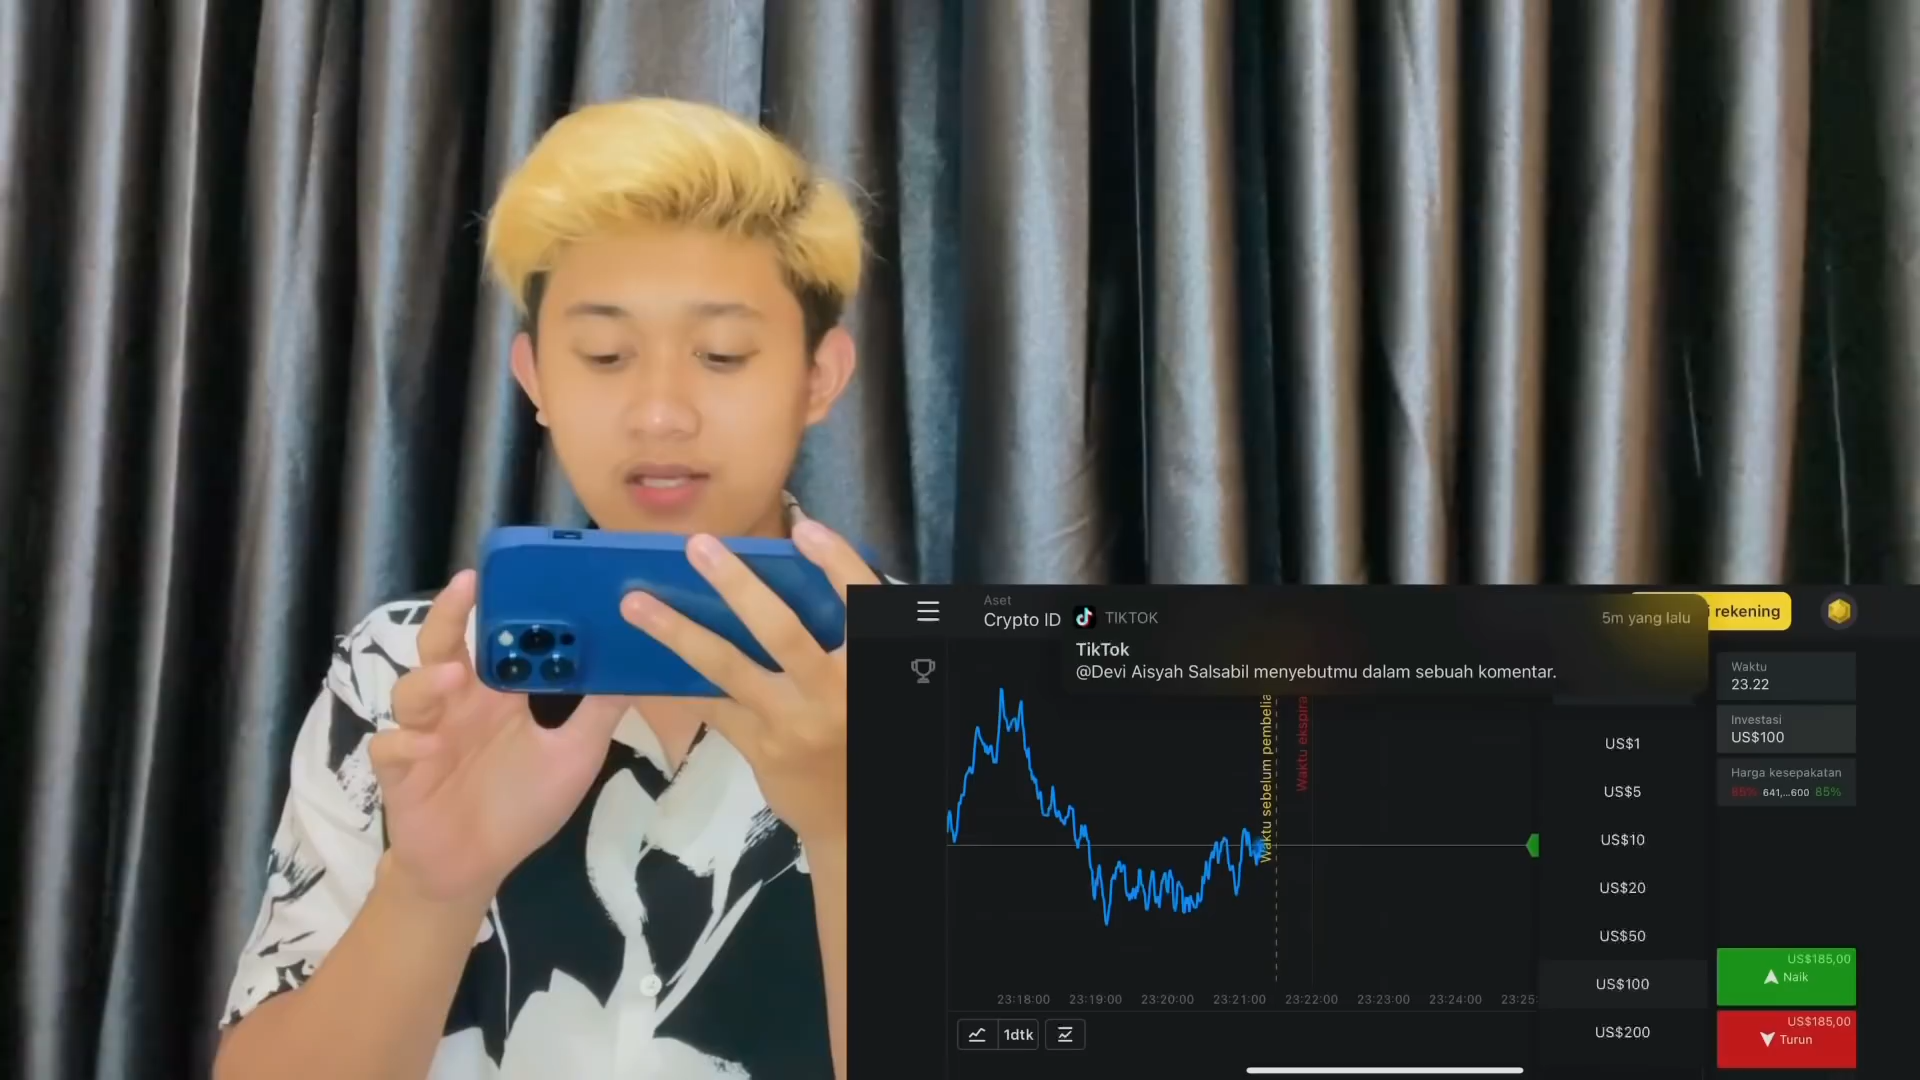 Aset
Crypto ID
TIKTOK
5m yang lalu
rekening
TikTok
@Devi Aisyah Salsabil menyebutmu dalam sebuah komentar.
Waktu
23.22
Investasi
US$100
Harga kesepakatan
85% 641,...600 85%
Waktu sebelum pembelia
Waktu ekspira
US$1
US$5
US$10
US$20
US$50
US$100
US$200
US$185,00
Naik
US$185,00
Turun
23:18:00 23:19:00 23:20:00 23:21:00 23:22:00 23:23:00 23:24:00 23:25:
1dtk